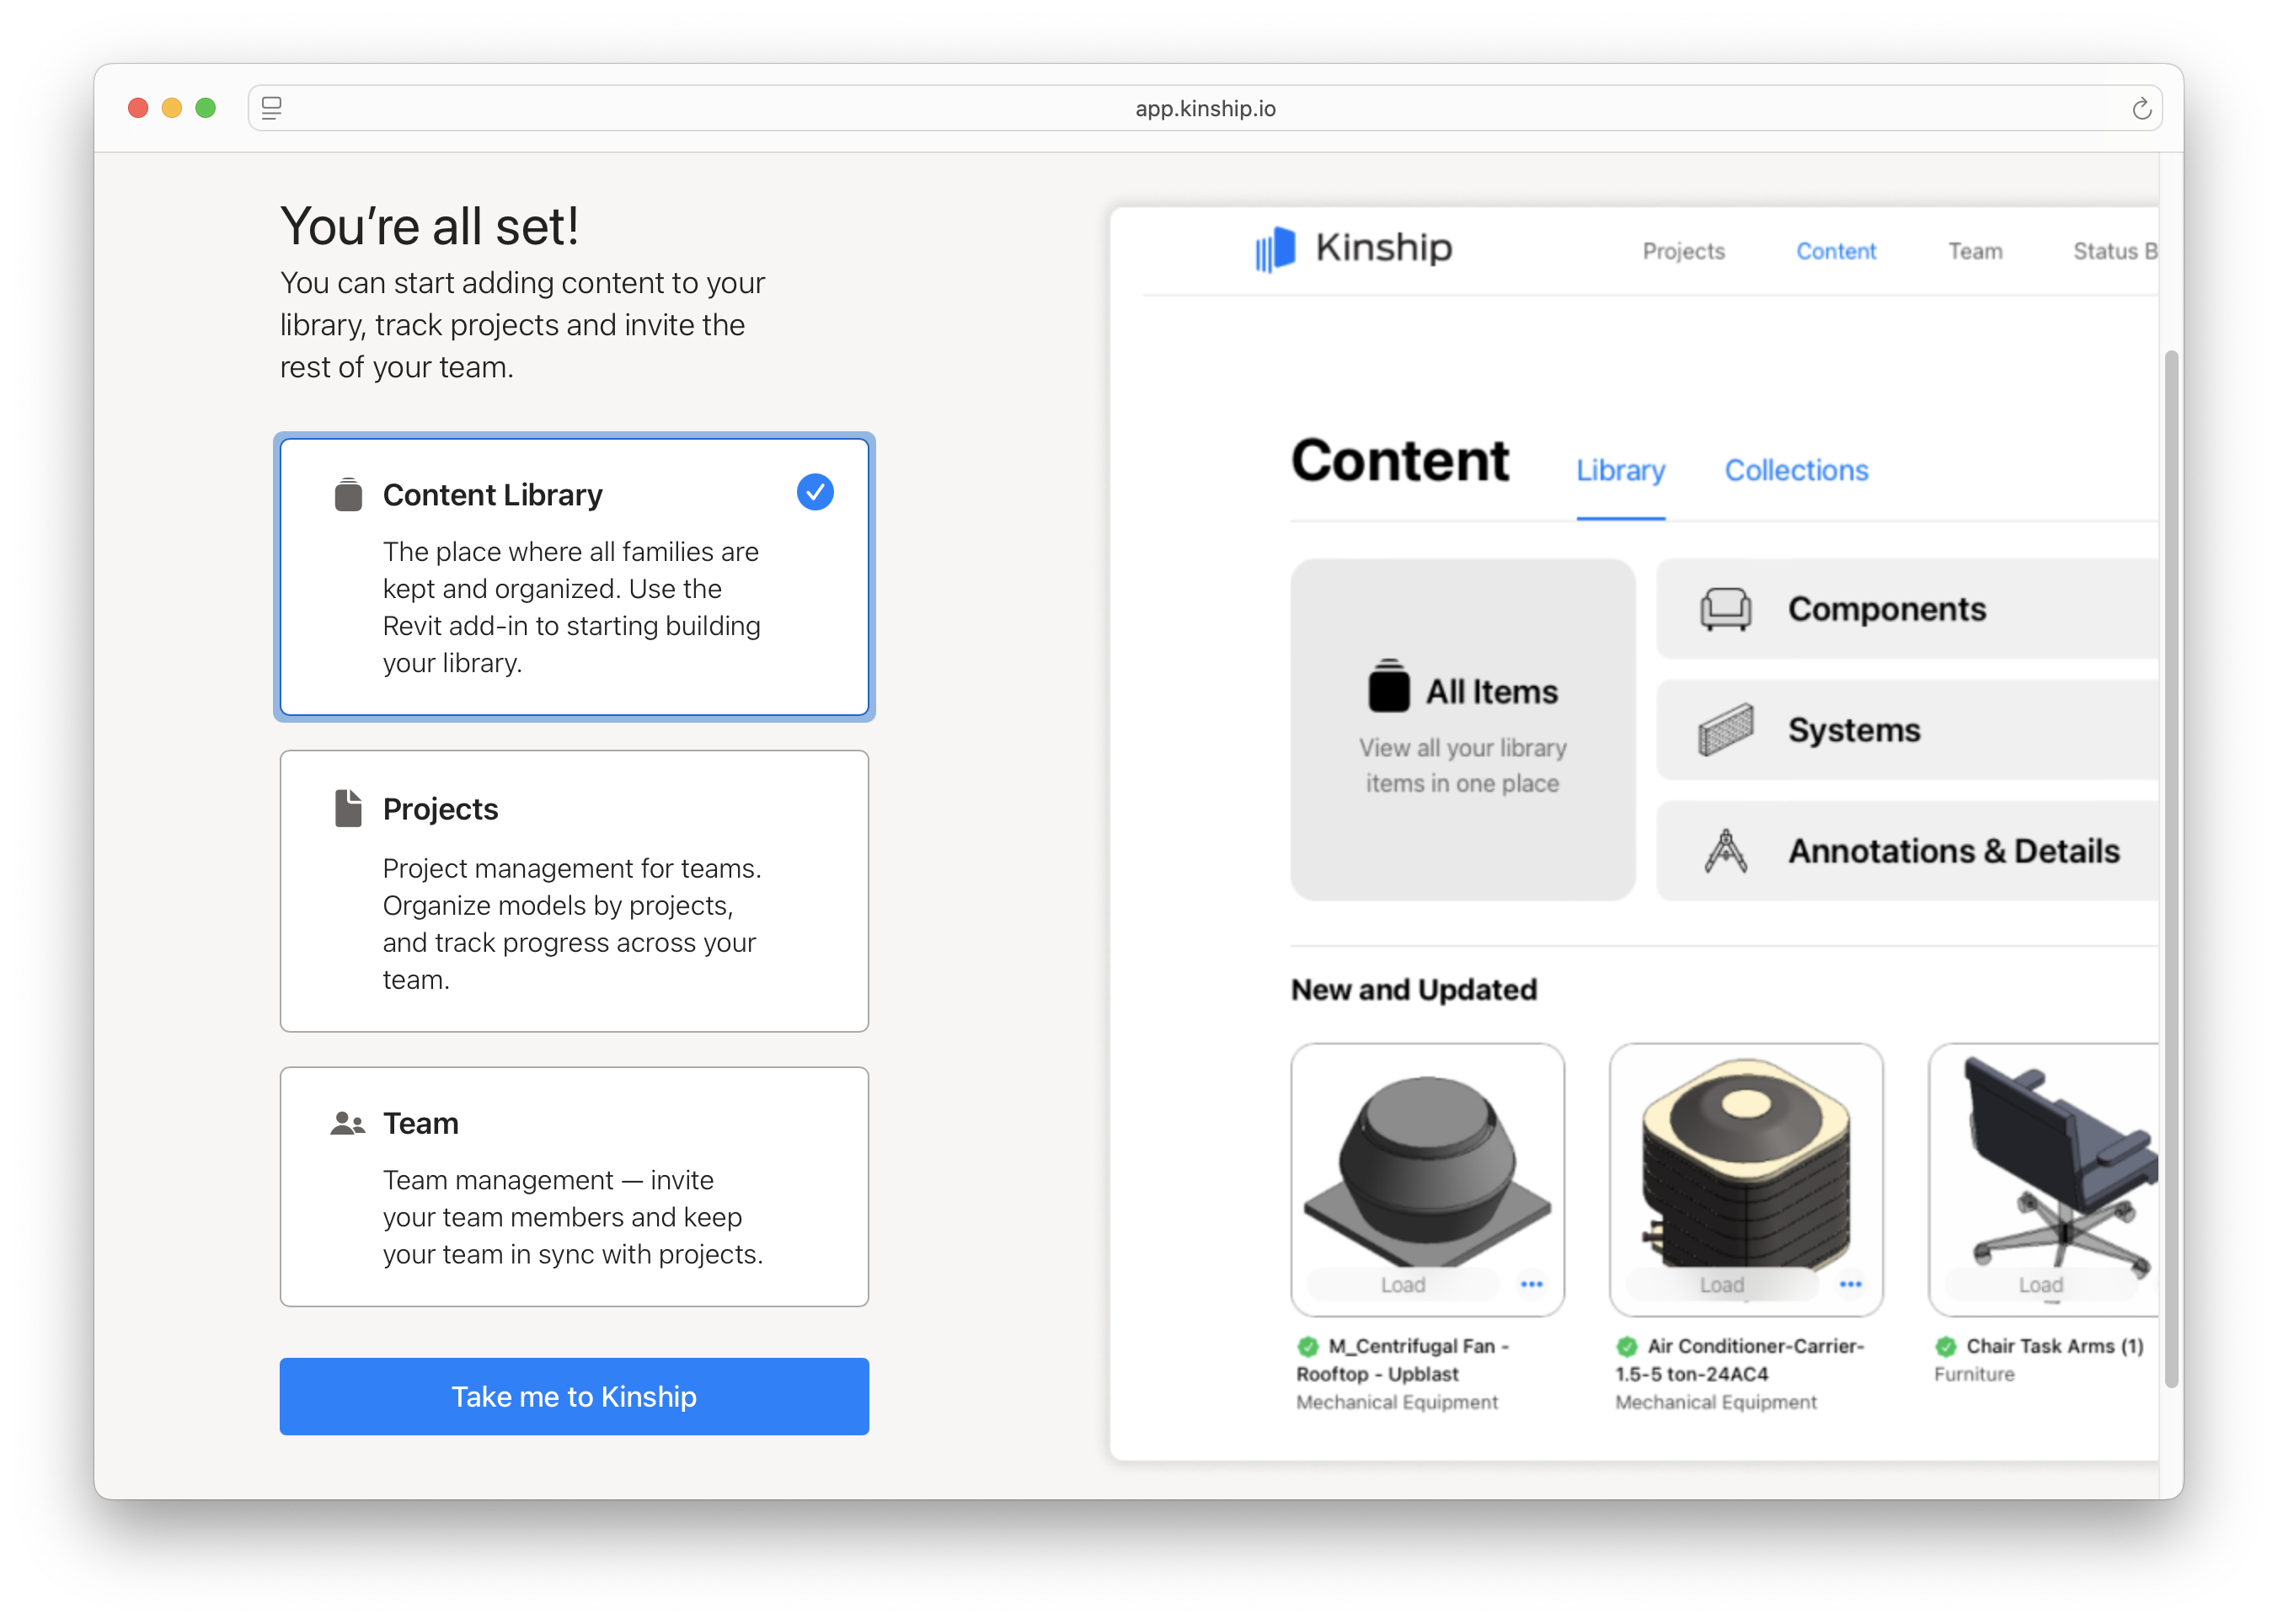 app.kinship.io
You’re all set!
You can start adding content to your
library, track projects and invite the
rest of your team.
Content Library
The place where all families are
kept and organized. Use the
Revit add-in to starting building
your library.
Projects
Project management for teams.
Organize models by projects,
and track progress across your
team.
Team
Team management — invite
your team members and keep
your team in sync with projects.
Take me to Kinship
Kinship
Projects Content Team Status B
Content Library Collections
All Items
View all your library
items in one place
Components
Systems
Annotations & Details
New and Updated
Load
Load
Load
M_Centrifugal Fan -
Rooftop - Upblast
Mechanical Equipment
Air Conditioner-Carrier-
1.5-5 ton-24AC4
Mechanical Equipment
Chair Task Arms (1)
Furniture